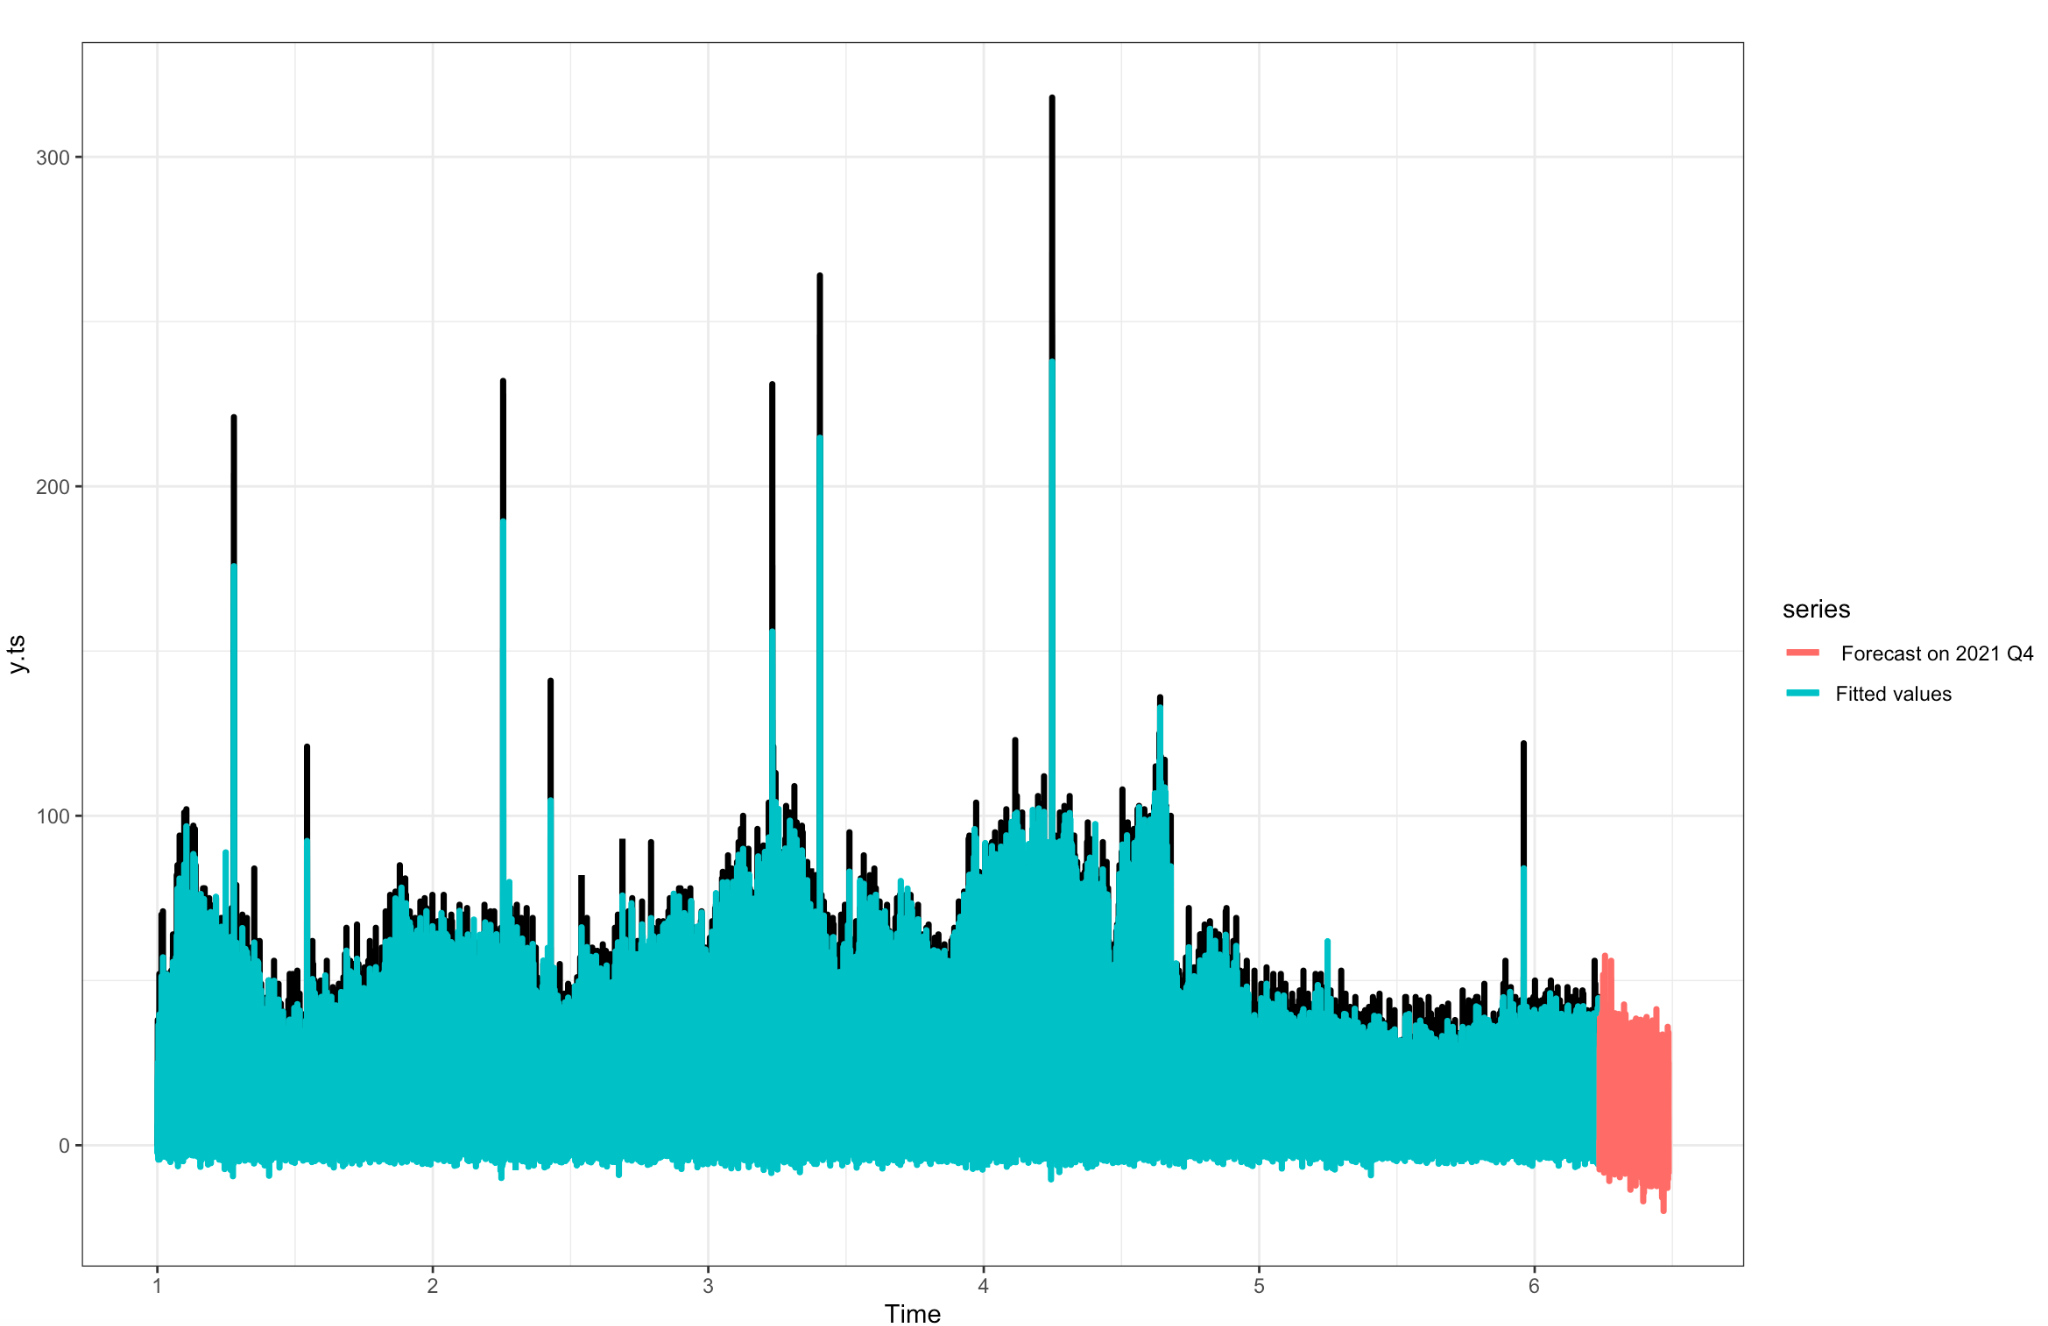 300
200
100
0
y.ts
1 2 3 4 5 6
Time
series
Forecast on 2021 Q4
Fitted values